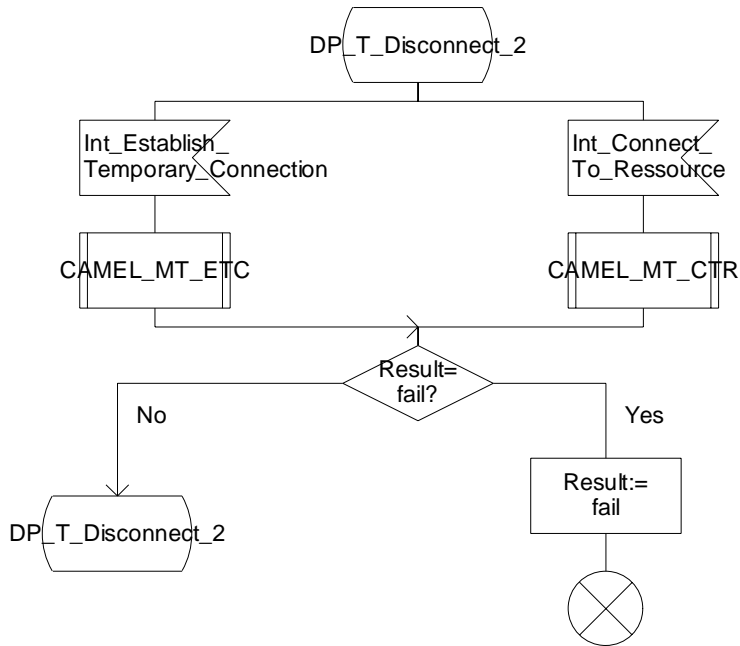 DP_T_Disconnect_2
Int_Establish_
Temporary_Connection
Int_Connect_
To_Ressource
CAMEL_MT_ETC
CAMEL_MT_CTR
Result=
fail?
No
Yes
Result:=
fail
DP_T_Disconnect_2